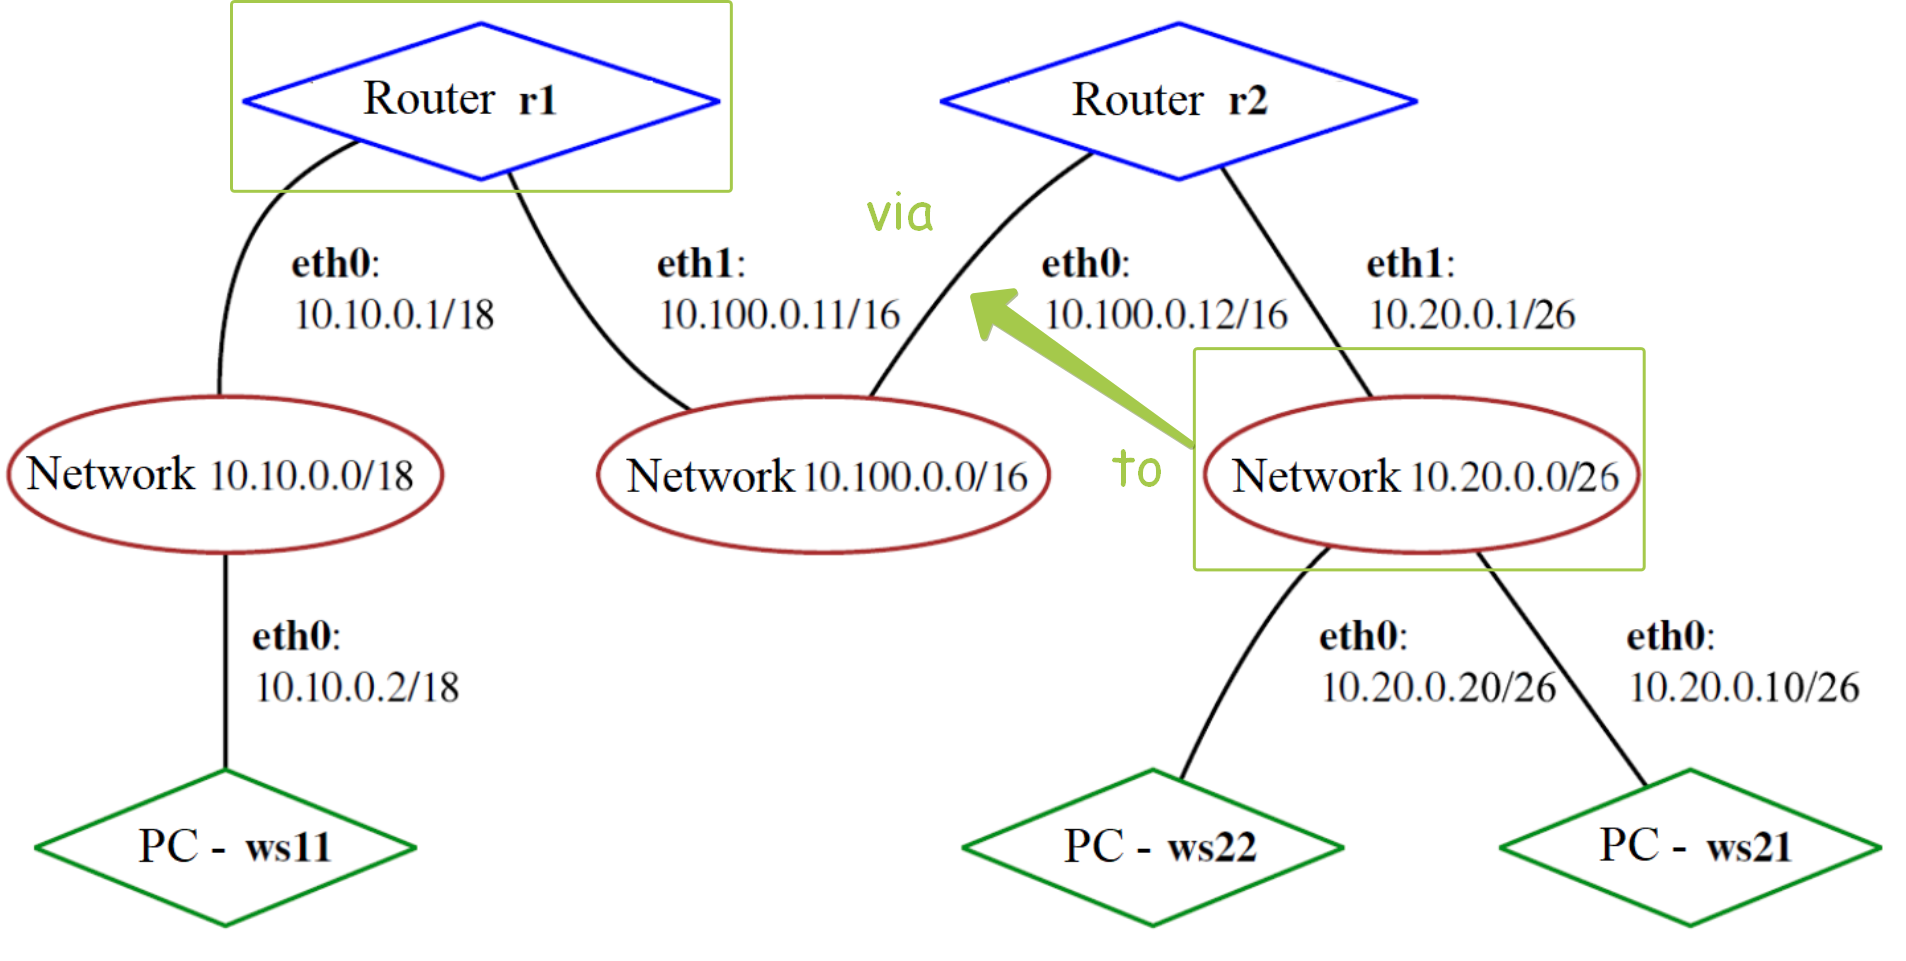 Router r1
Router r2
via
eth0:
10.10.0.1/18
eth1:
10.100.0.11/16
eth0:
10.100.0.12/16
eth1:
10.20.0.1/26
to
Network 10.10.0.0/18
Network 10.100.0.0/16
Network 10.20.0.0/26
eth0:
10.10.0.2/18
eth0:
10.20.0.20/26
eth0:
10.20.0.10/26
PC - ws11
PC - ws22
PC - ws21